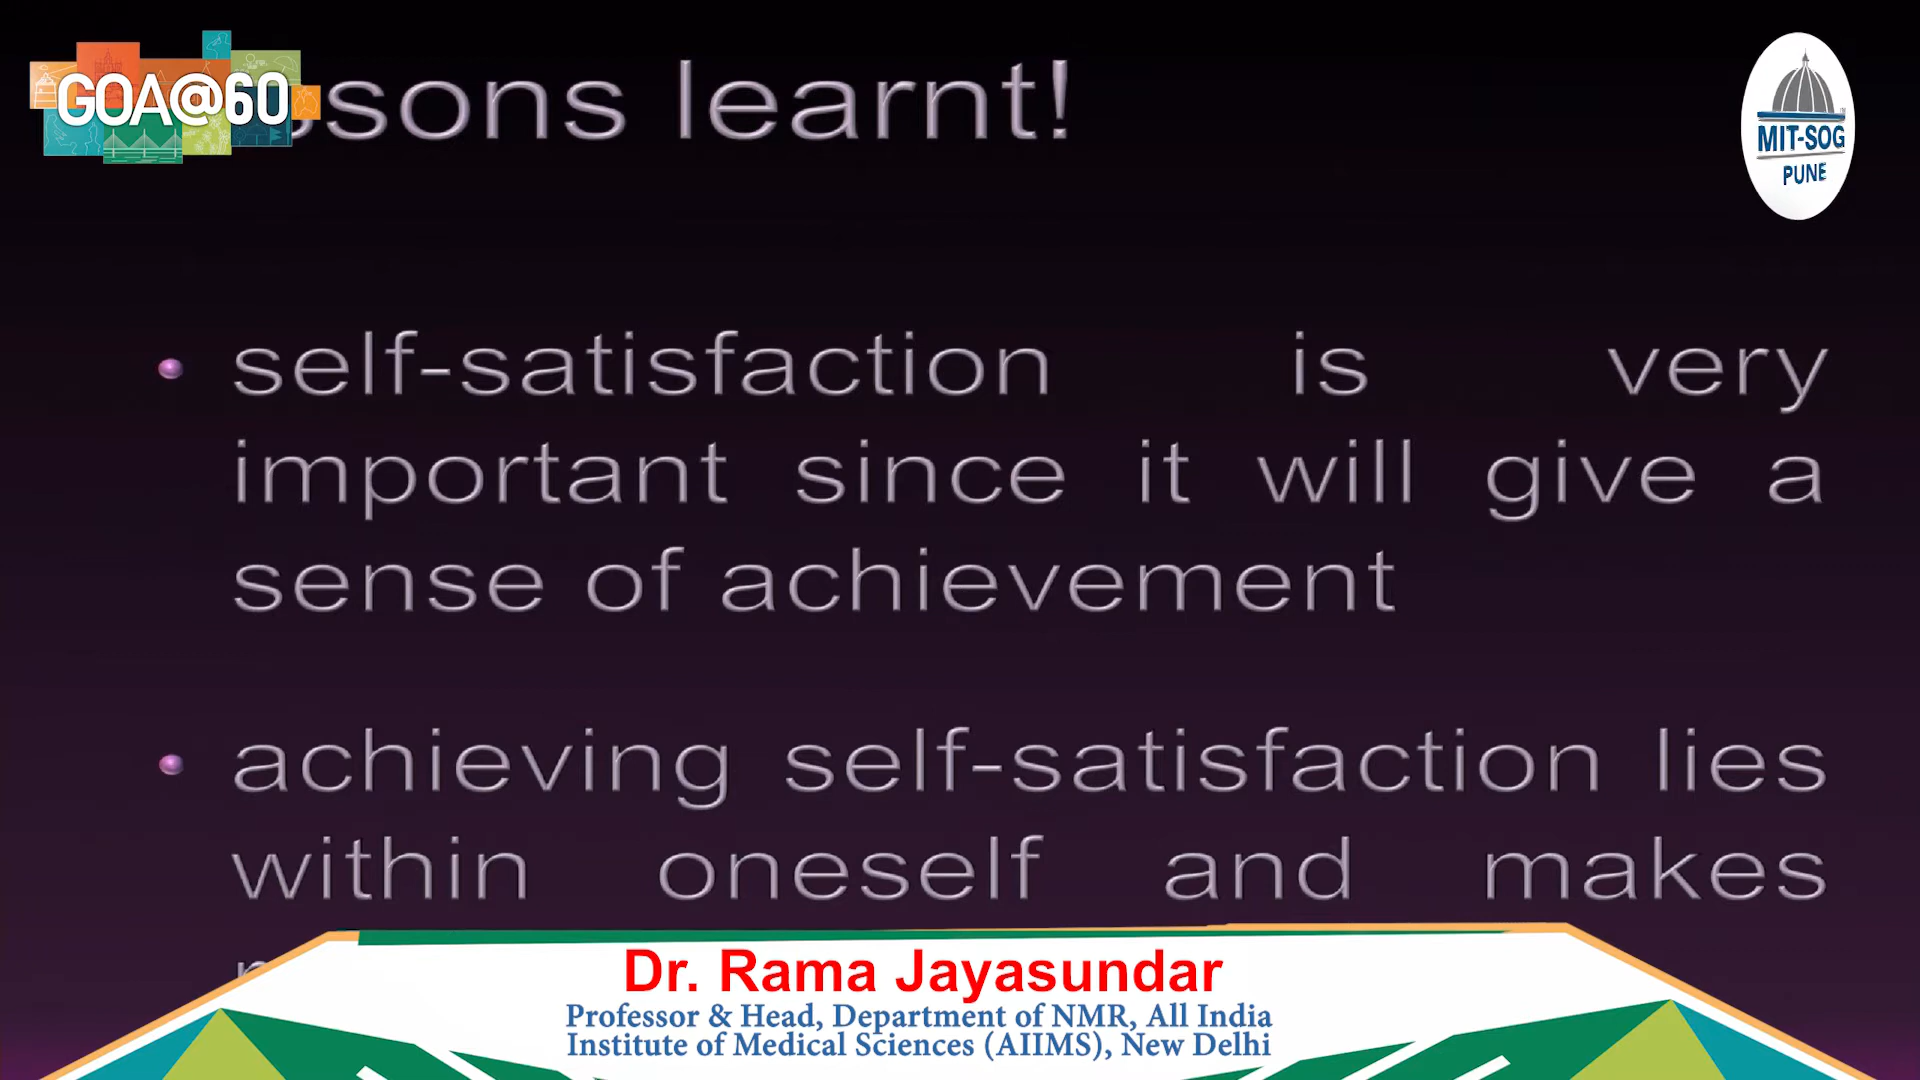 GOA@60
sons learnt!
MIT-SOG
PUNE
• self-satisfaction is very
important since it will give a
sense of achievement
• achieving self-satisfaction lies
within oneself and makes
Dr. Rama Jayasundar
Professor & Head, Department of NMR, All India
Institute of Medical Sciences (AIIMS), New Delhi